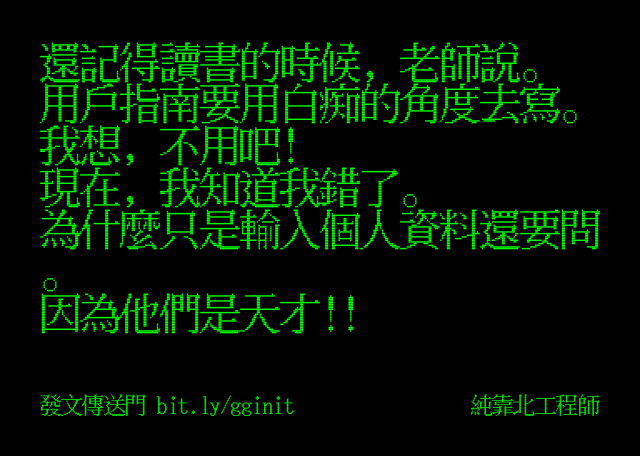 還記得讀書的時候, 老師說。
用戶指南要用白痴的角度去寫。
我想, 不用吧!
現在, 我知道我錯了。
為什麼只是輸入個人資料還要問
。
因為他們是天才!!
發文傳送門 bit.ly/gginit
純靠北工程師